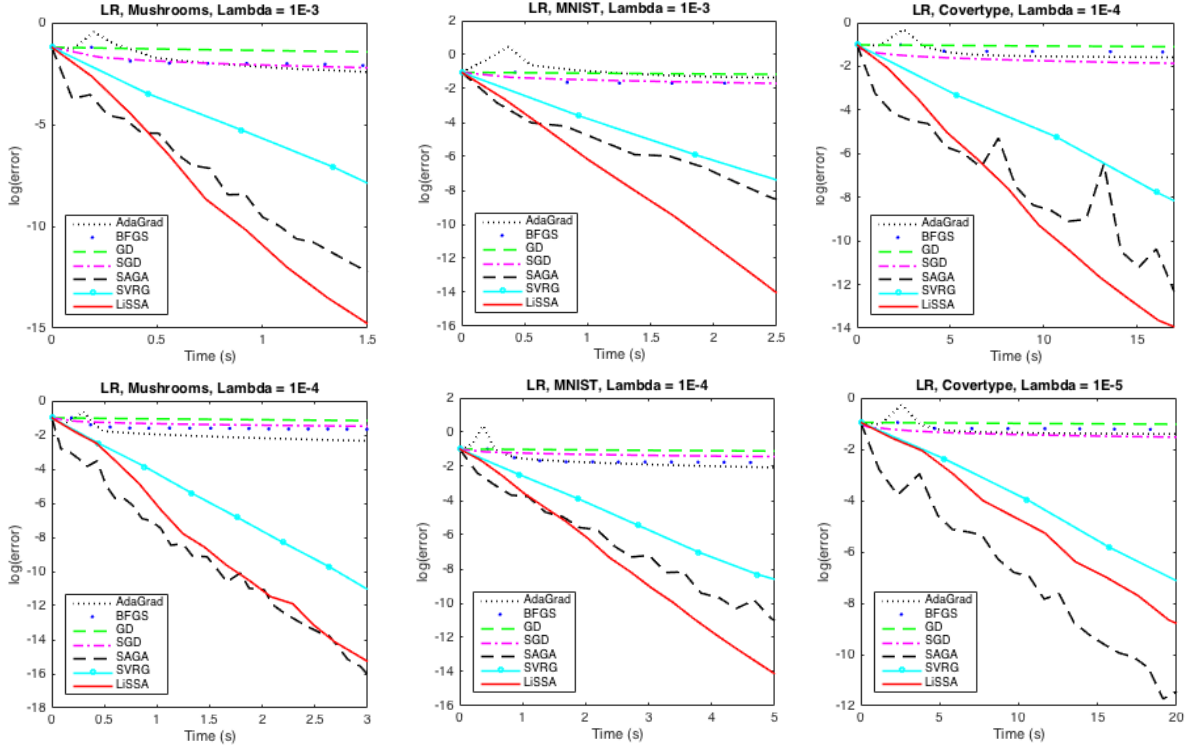 LR, Mushrooms, Lambda = 1E-3
0
-5
-10
-15
log(error)
AdaGrad
BFGS
GD
SGD
SAGA
SVRG
LiSSA
0 0.5 1 1.5
Time (s)
LR, MNIST, Lambda = 1E-3
2
0
-2
-4
-6
-8
-10
-12
-14
-16
log(error)
AdaGrad
BFGS
GD
SGD
SAGA
SVRG
LiSSA
0 0.5 1 1.5 2 2.5
Time (s)
LR, Covertype, Lambda = 1E-4
0
-2
-4
-6
-8
-10
-12
-14
log(error)
AdaGrad
BFGS
GD
SGD
SAGA
SVRG
LiSSA
0 5 10 15
Time (s)
LR, Mushrooms, Lambda = 1E-4
0
-2
-4
-6
-8
-10
-12
-14
-16
-18
log(error)
AdaGrad
BFGS
GD
SGD
SAGA
SVRG
LiSSA
0 0.5 1 1.5 2 2.5 3
Time (s)
LR, MNIST, Lambda = 1E-4
2
0
-2
-4
-6
-8
-10
-12
-14
-16
log(error)
AdaGrad
BFGS
GD
SGD
SAGA
SVRG
LiSSA
0 1 2 3 4 5
Time (s)
LR, Covertype, Lambda = 1E-5
0
-2
-4
-6
-8
-10
-12
log(error)
AdaGrad
BFGS
GD
SGD
SAGA
SVRG
LiSSA
0 5 10 15 20
Time (s)